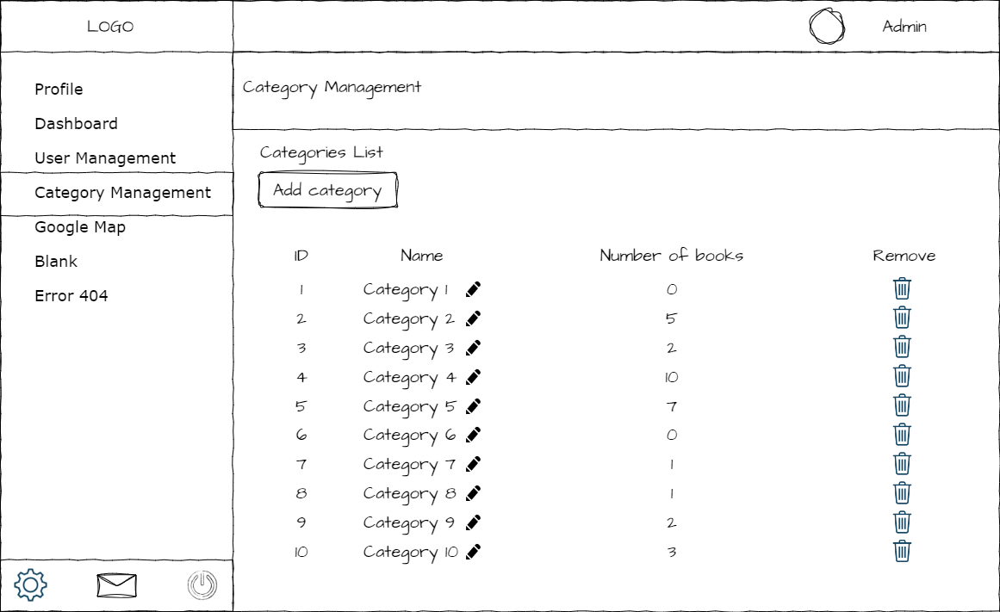 LOGO
Admin
Profile
Dashboard
User Management
Category Management
Google Map
Blank
Error 404
Category Management
Categories List
Add category
ID Name Number of books Remove
1 Category 1 0
2 Category 2 5
3 Category 3 2
4 Category 4 10
5 Category 5 7
6 Category 6 0
7 Category 7 1
8 Category 8 1
9 Category 9 2
10 Category 10 3